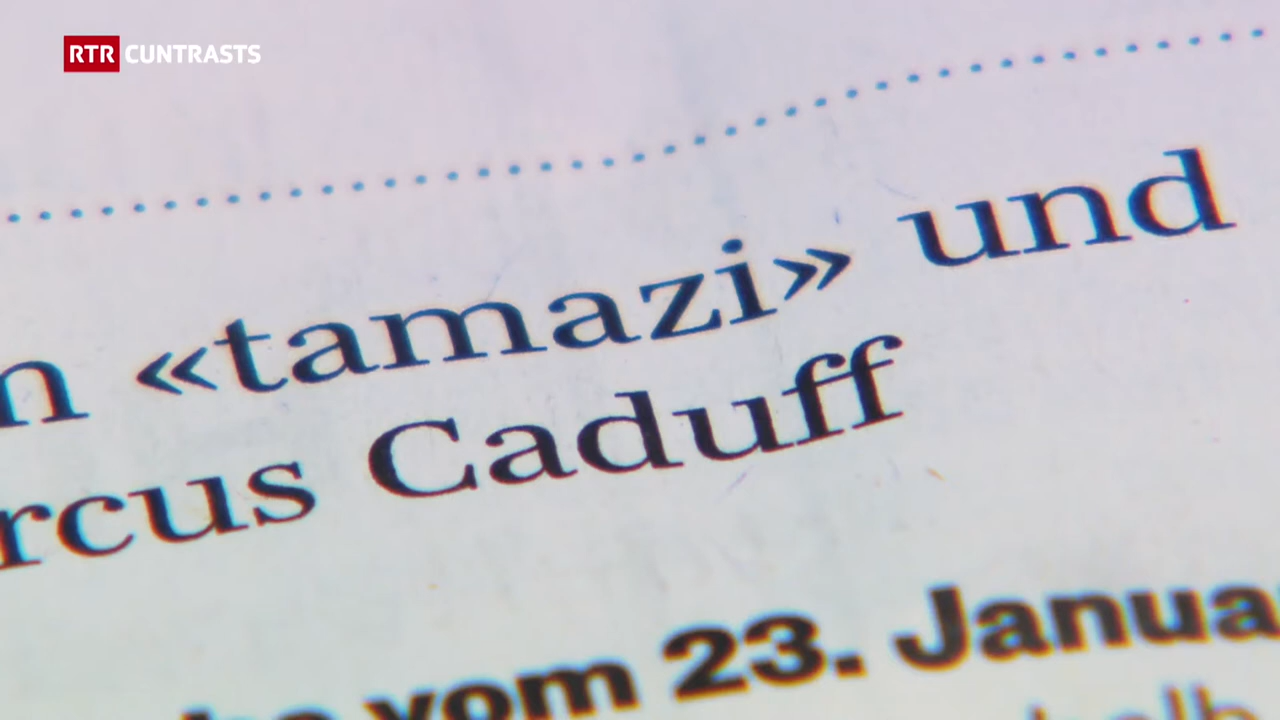 RTR CUNTRASTS
«tamazi» und
rcus Caduff
vom 23. Janua